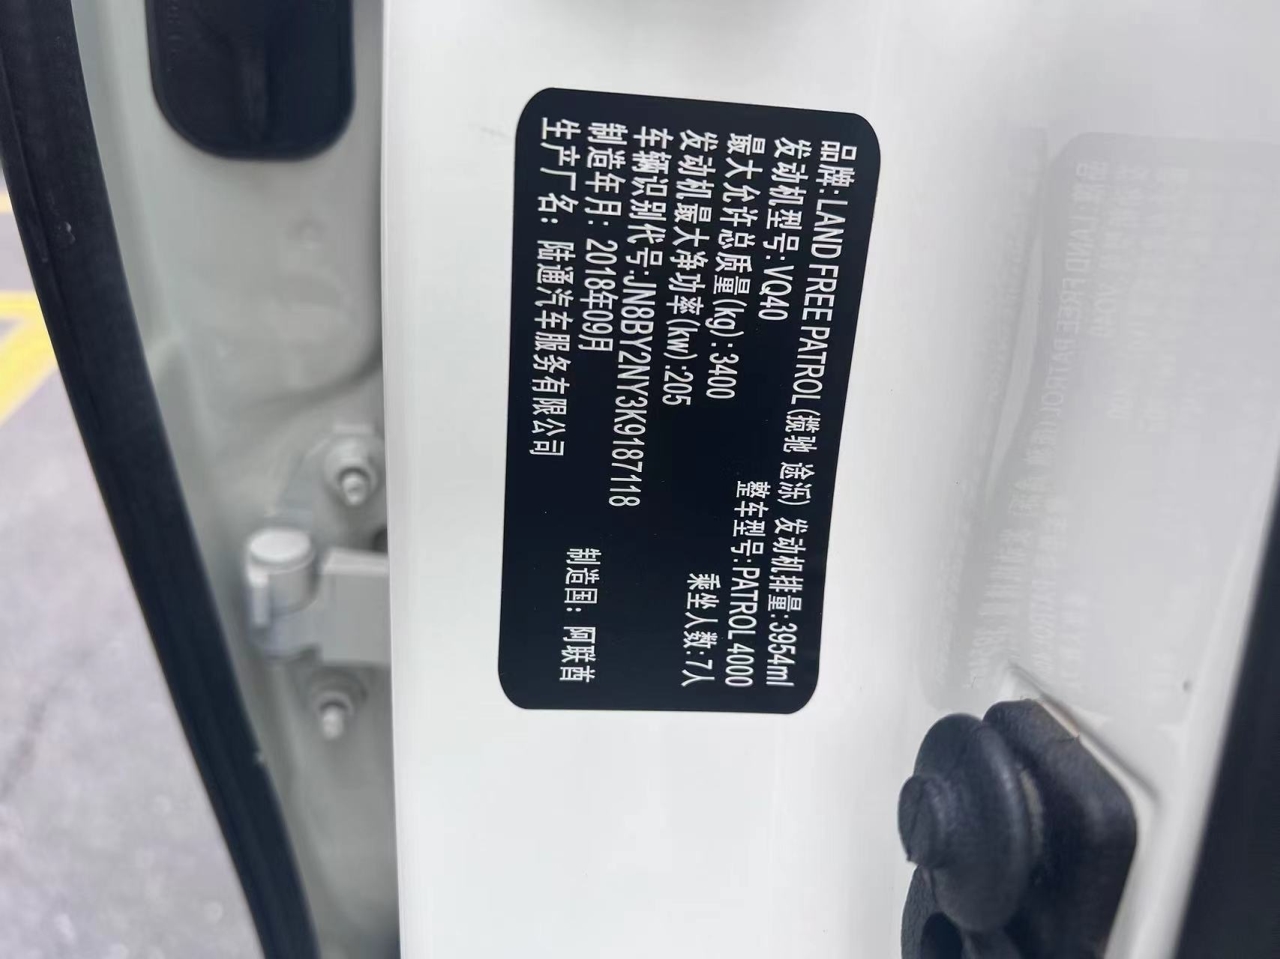 品牌:LAND FREE PATROL (揽驰 途泺) 发动机排量:3954ml
发动机型号:VQ40 整车型号:PATROL 4000
最大允许总质量(kg):3400
发动机最大净功率(kw):205 乘坐人数:7人
车辆识别代号:JN8BY2NY3K9187118
制造年月: 2018年09月 制造国: 阿联酋
生产厂名: 陆通汽车服务有限公司